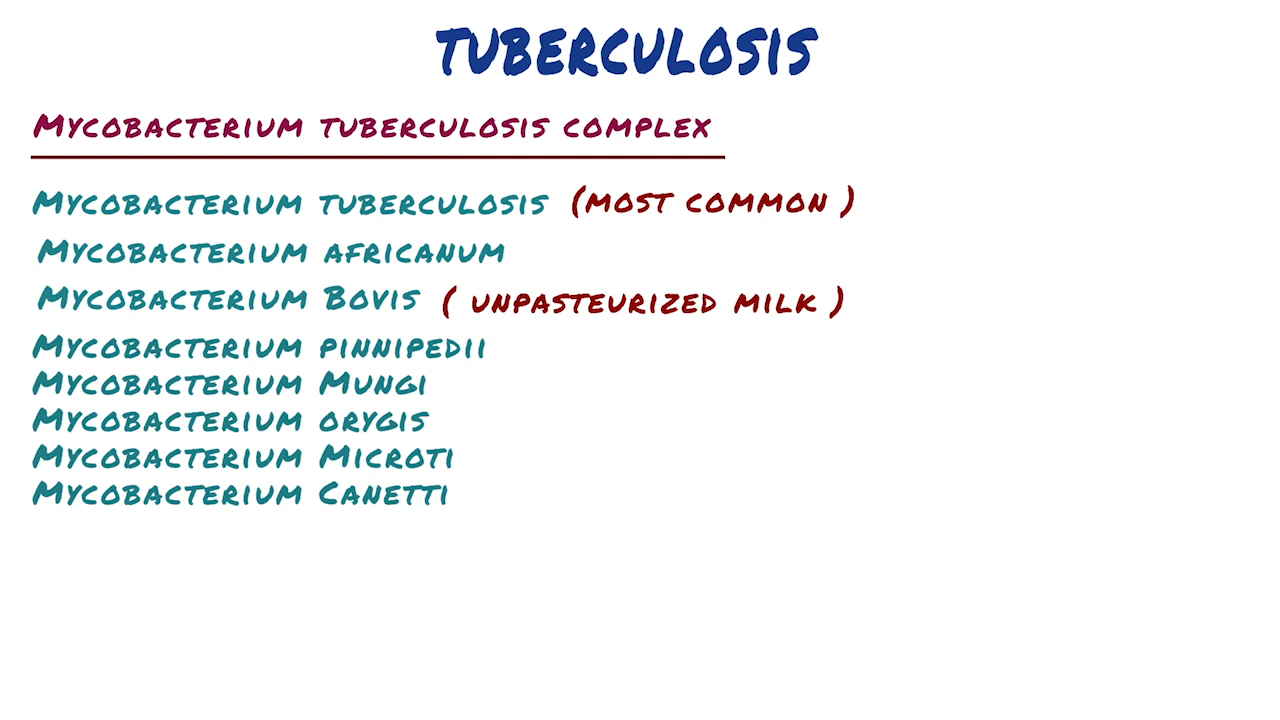 TUBERCULOSIS
MYCOBACTERIUM TUBERCULOSIS COMPLEX
MYCOBACTERIUM TUBERCULOSIS (MOST COMMON )
MYCOBACTERIUM AFRICANUM
MYCOBACTERIUM BOVIS ( UNPASTEURIZED MILK )
MYCOBACTERIUM PINNIPEDII
MYCOBACTERIUM MUNGI
MYCOBACTERIUM ORYGIS
MYCOBACTERIUM MICROTI
MYCOBACTERIUM CANETTI